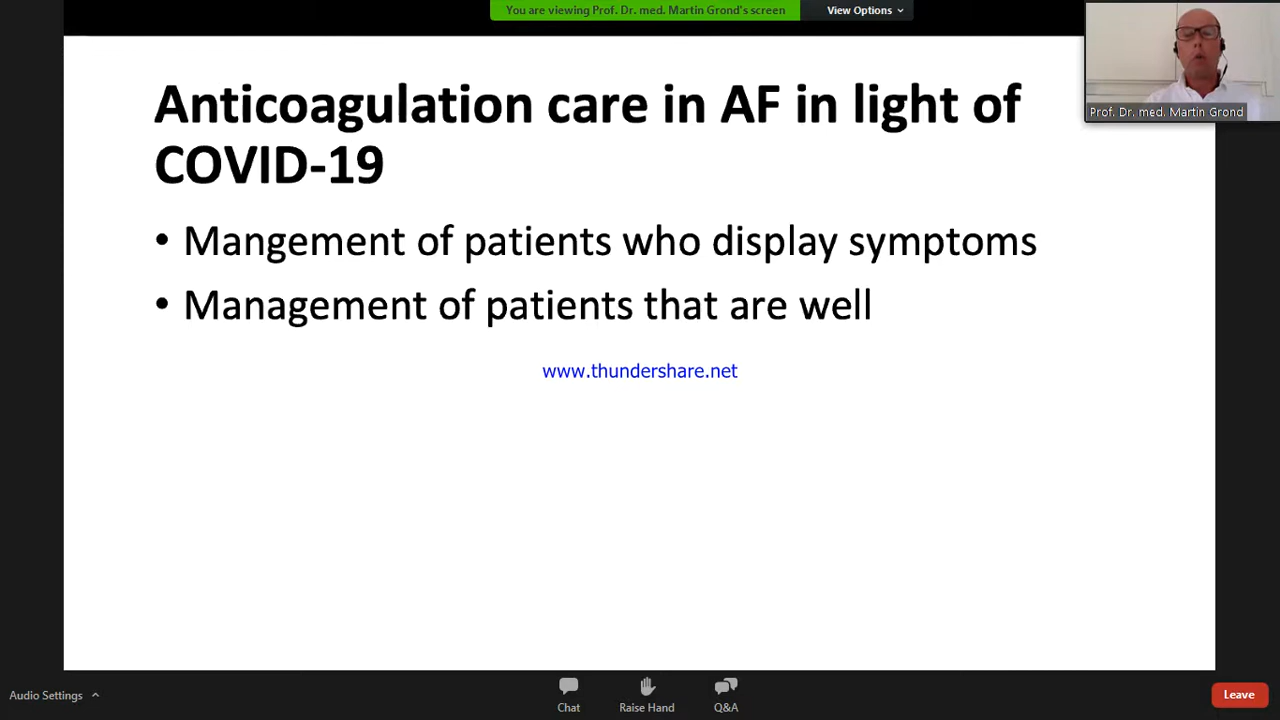 You are viewing Prof. Dr. med. Martin Grond's screen
View Options
Prof. Dr. med. Martin Grond
Anticoagulation care in AF in light of
COVID-19
• Mangement of patients who display symptoms
• Management of patients that are well
www.thundershare.net
Audio Settings
Chat
Raise Hand
Q&A
Leave